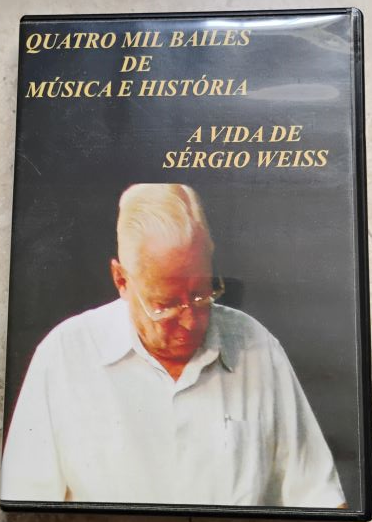 QUATRO MIL BAILES
DE
MÚSICA E HISTÓRIA
A VIDA DE
SÉRGIO WEISS